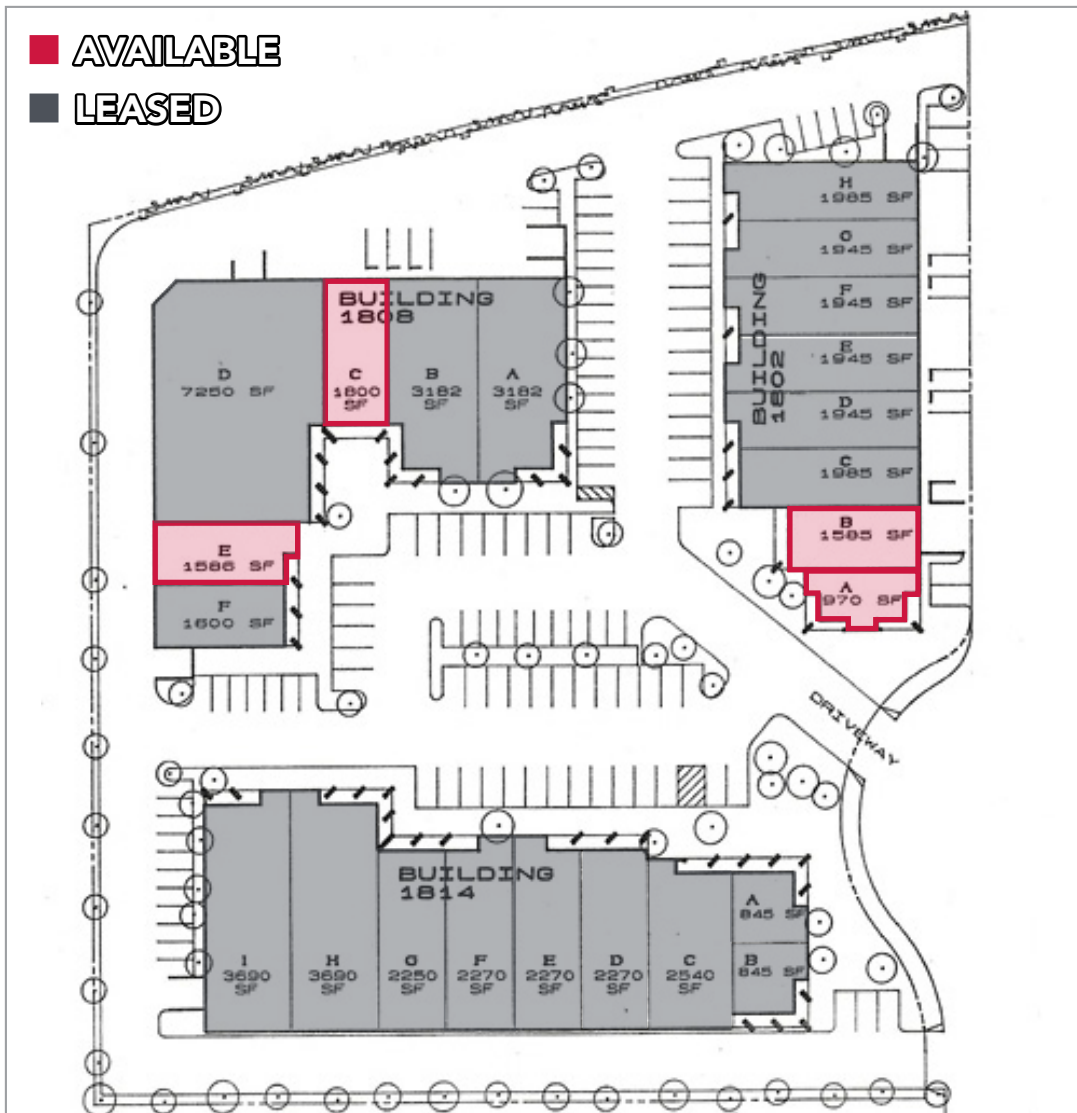 AVAILABLE
LEASED
BUILDING
1808
D
7250 SF
C
1800
SF
B
3182
SF
A
3182
SF
E
1586 SF
F
1600 SF
BUILDING
1802
H
1985 SF
G
1945 SF
F
1945 SF
E
1945 SF
D
1945 SF
C
1985 SF
B
1585 SF
A
970 SF
DRIVEWAY
BUILDING
1814
I
3690
SF
H
3690
SF
G
2250
SF
F
2270
SF
E
2270
SF
D
2270
SF
C
2540
SF
A
845 SF
B
845 SF